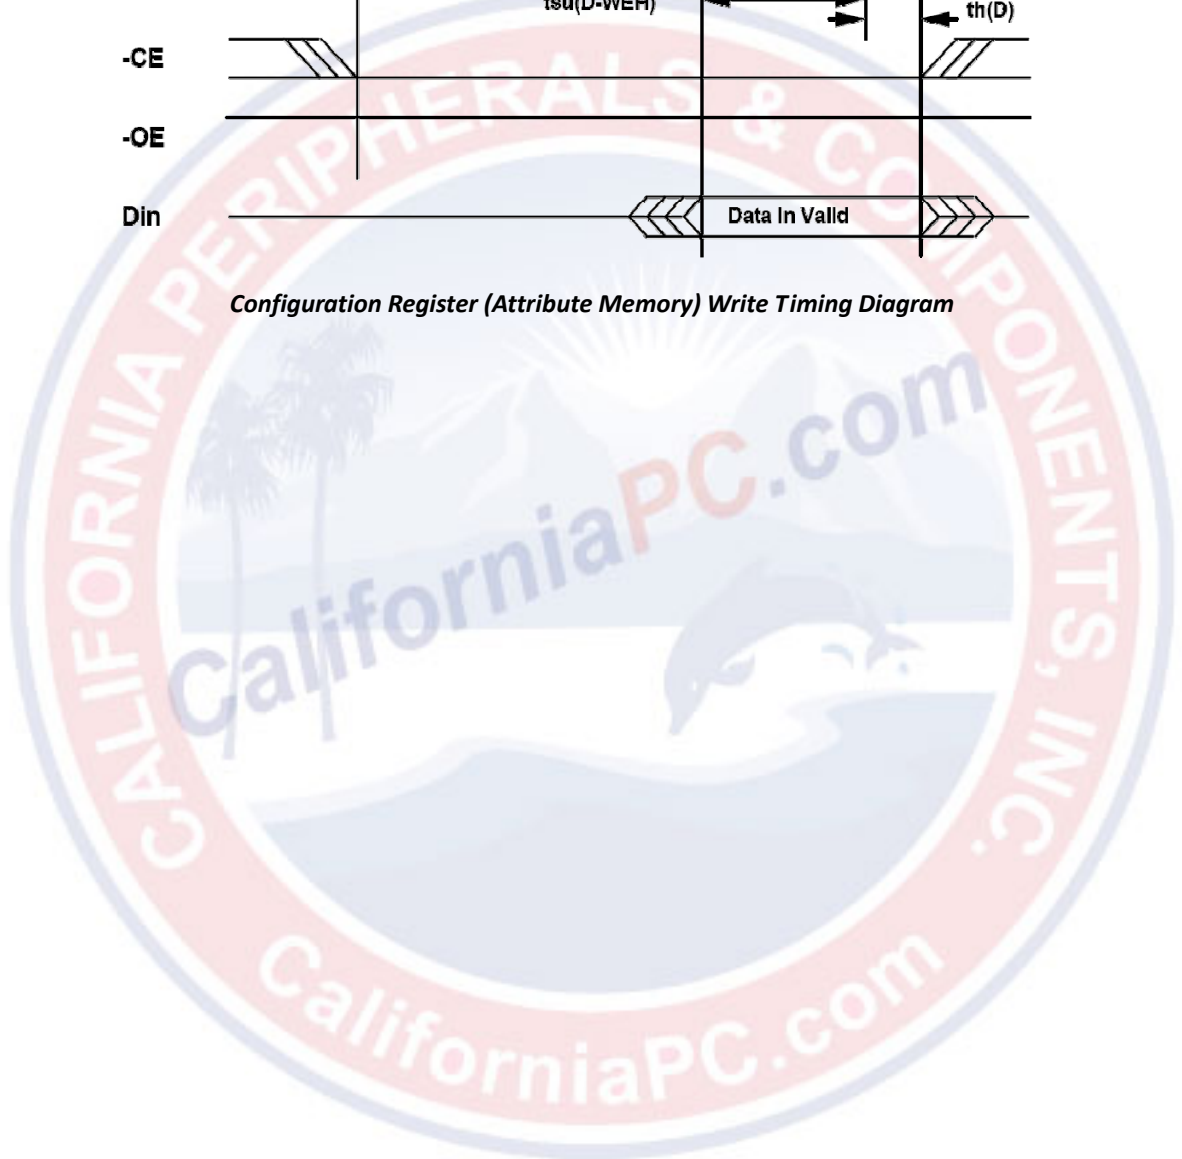 tsu(D-WEH)
th(D)
-CE
-OE
Din
Data In Valid
Configuration Register (Attribute Memory) Write Timing Diagram
CALIFORNIA PERIPHERALS & COMPONENTS, INC.
CaliforniaPC.com
CaliforniaPC.com